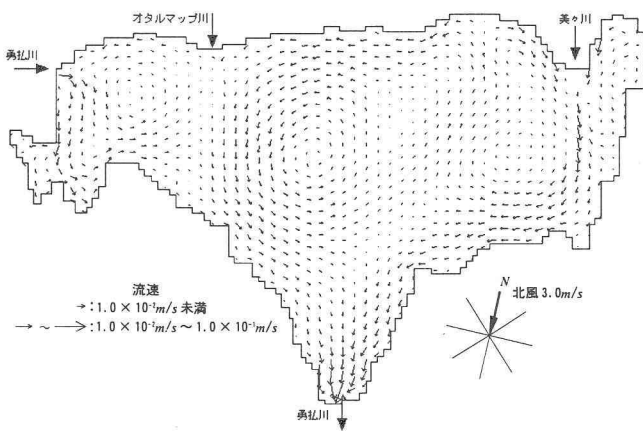 オタルマップ川
美々川
勇払川
流速
→:1.0×10⁻²m/s 未満
→ ~ →:1.0×10⁻²m/s~1.0×10⁻¹m/s
N
北風 3.0m/s
勇払川